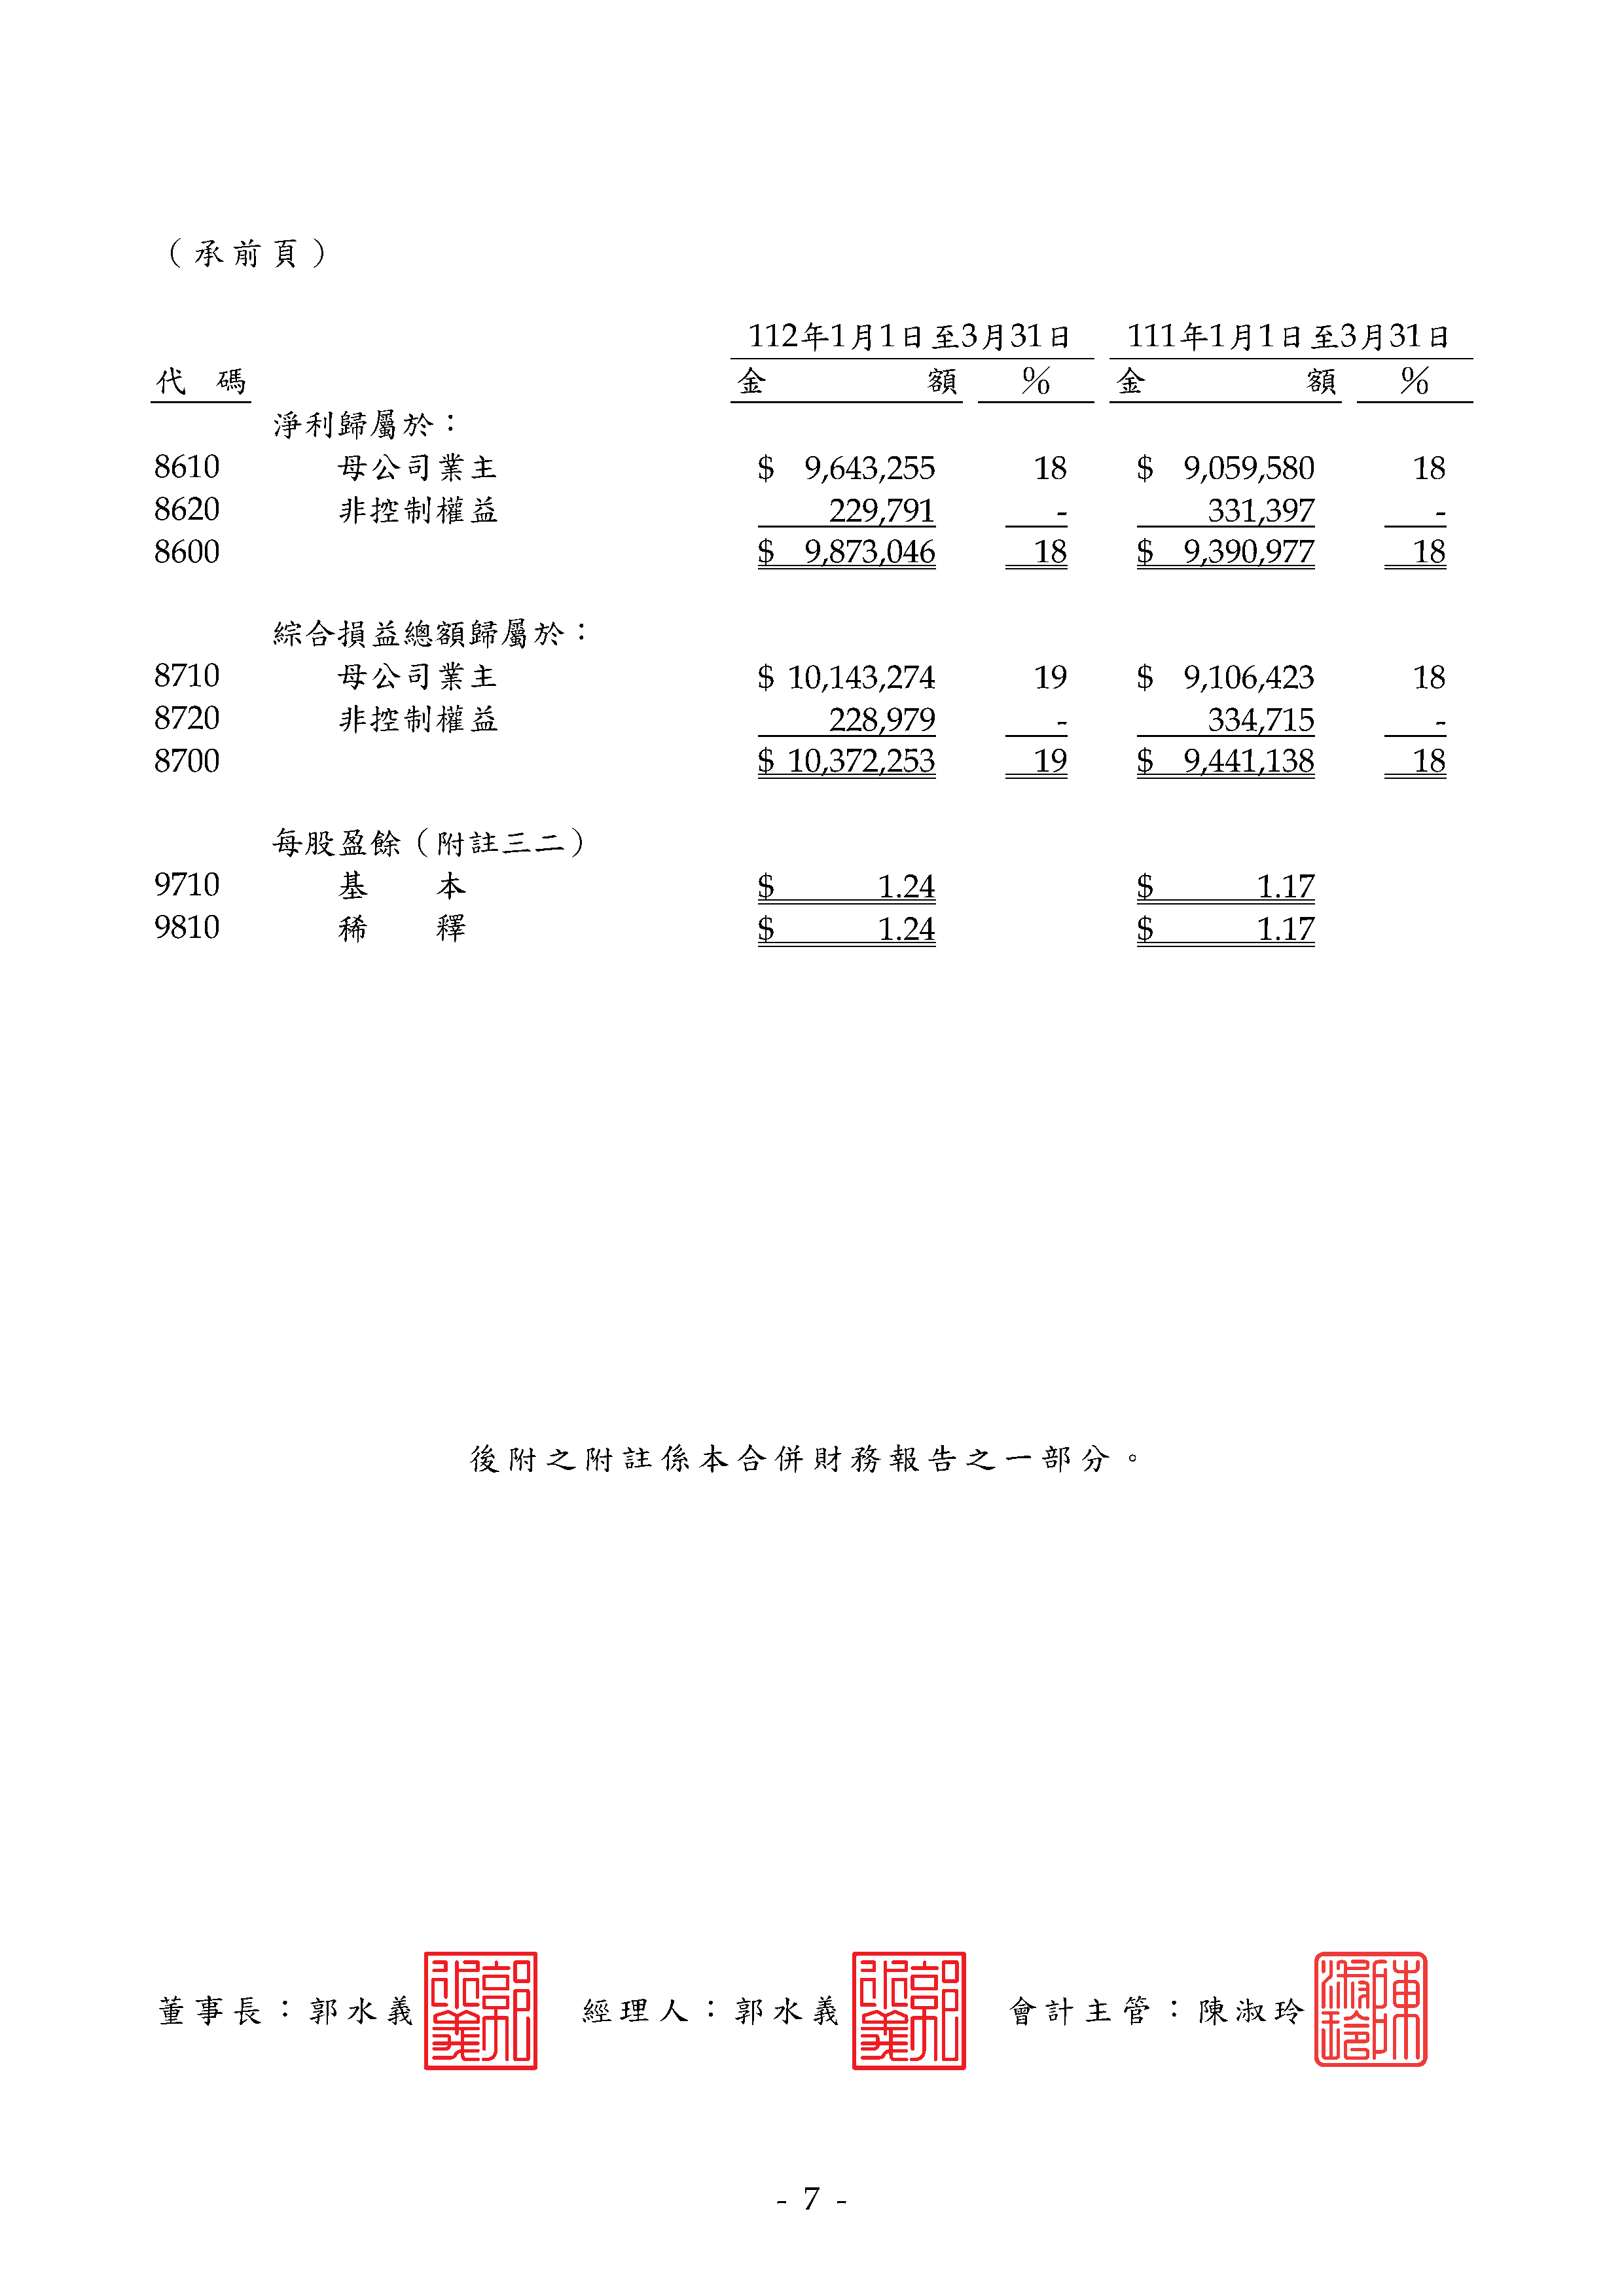 （承前頁）
112年1月1日至3月31日 111年1月1日至3月31日
代 碼 金 額 % 金 額 %
淨利歸屬於：
8610 母公司業主 $ 9,643,255 18 $ 9,059,580 18
8620 非控制權益 229,791 - 331,397 -
8600 $ 9,873,046 18 $ 9,390,977 18
綜合損益總額歸屬於：
8710 母公司業主 $ 10,143,274 19 $ 9,106,423 18
8720 非控制權益 228,979 - 334,715 -
8700 $ 10,372,253 19 $ 9,441,138 18
每股盈餘（附註三二）
9710 基 本 $ 1.24 $ 1.17
9810 稀 釋 $ 1.24 $ 1.17
後附之附註係本合併財務報告之一部分。
董事長：郭水義 郭水義 經理人：郭水義 郭水義 會計主管：陳淑玲 陳淑玲
- 7 -